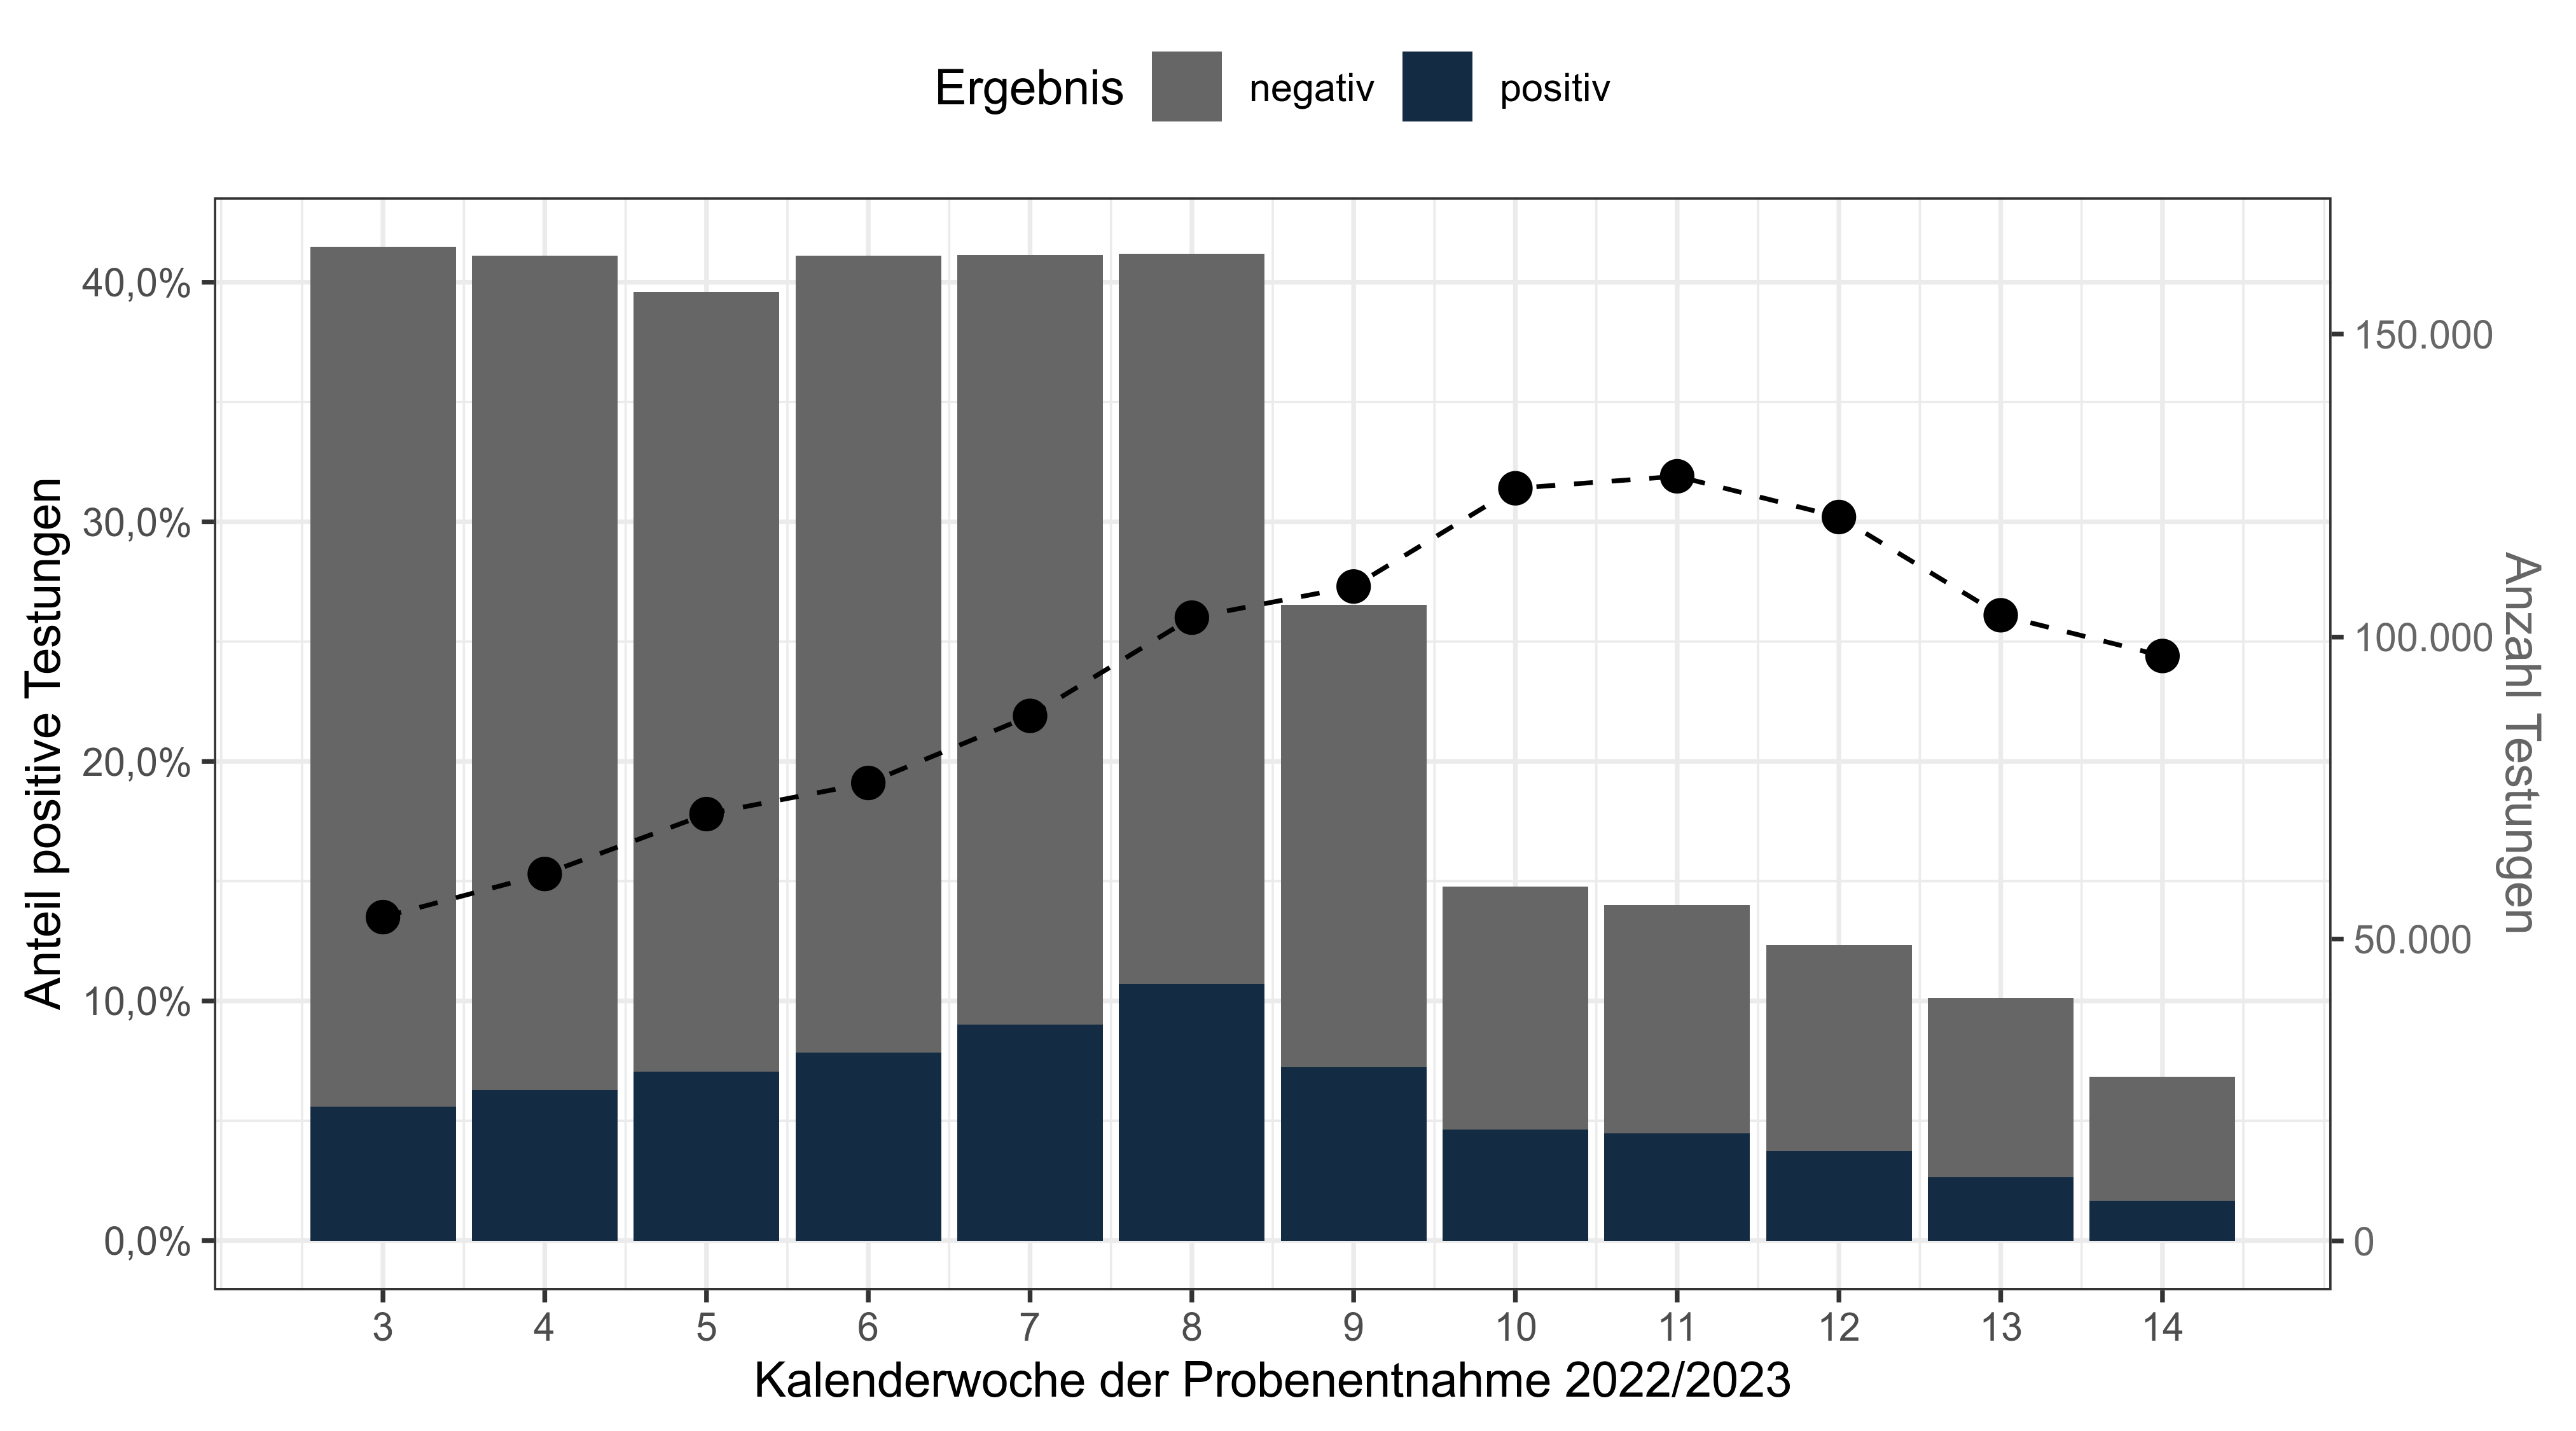 Ergebnis negativ positiv
Anteil positive Testungen
40,0%
30,0%
20,0%
10,0%
0,0%
150.000
100.000
50.000
0
Anzahl Testungen
3 4 5 6 7 8 9 10 11 12 13 14
Kalenderwoche der Probenentnahme 2022/2023